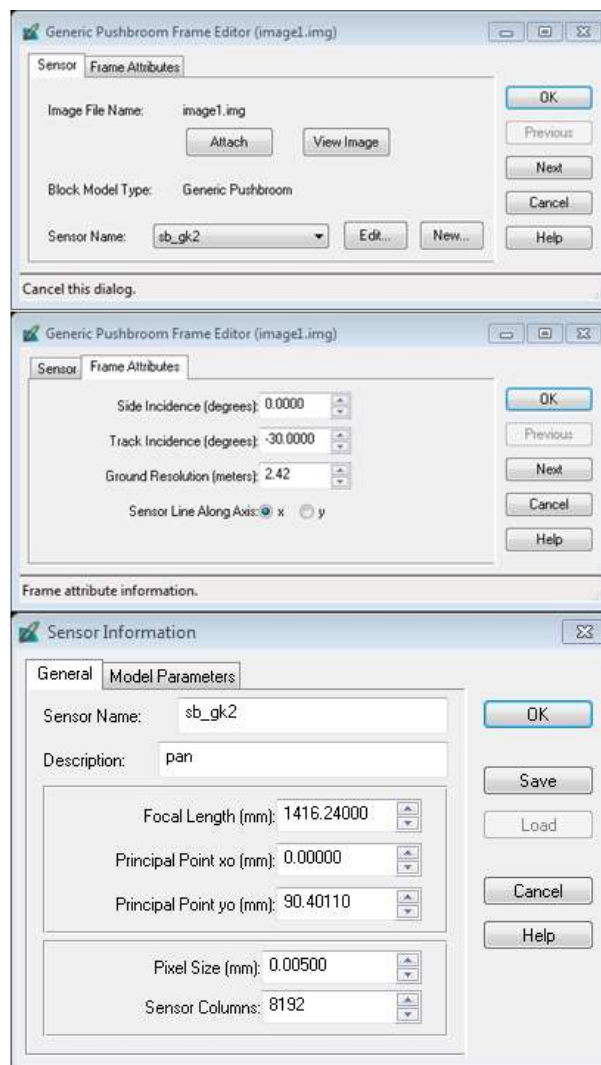 Generic Pushbroom Frame Editor (image1.img)
Sensor Frame Attributes
Image File Name: image1.img
Attach View Image
Block Model Type: Generic Pushbroom
Sensor Name: sb_gk2 Edit... New...
OK
Previous
Next
Cancel
Help
Cancel this dialog.
Generic Pushbroom Frame Editor (image1.img)
Sensor Frame Attributes
Side Incidence (degrees): 0.0000
Track Incidence (degrees): -30.0000
Ground Resolution (meters): 2.42
Sensor Line Along Axis: x y
OK
Previous
Next
Cancel
Help
Frame attribute information.
Sensor Information
General Model Parameters
Sensor Name: sb_gk2
Description: pan
Focal Length (mm): 1416.24000
Principal Point xo (mm): 0.00000
Principal Point yo (mm): 90.40110
Pixel Size (mm): 0.00500
Sensor Columns: 8192
OK
Save
Load
Cancel
Help